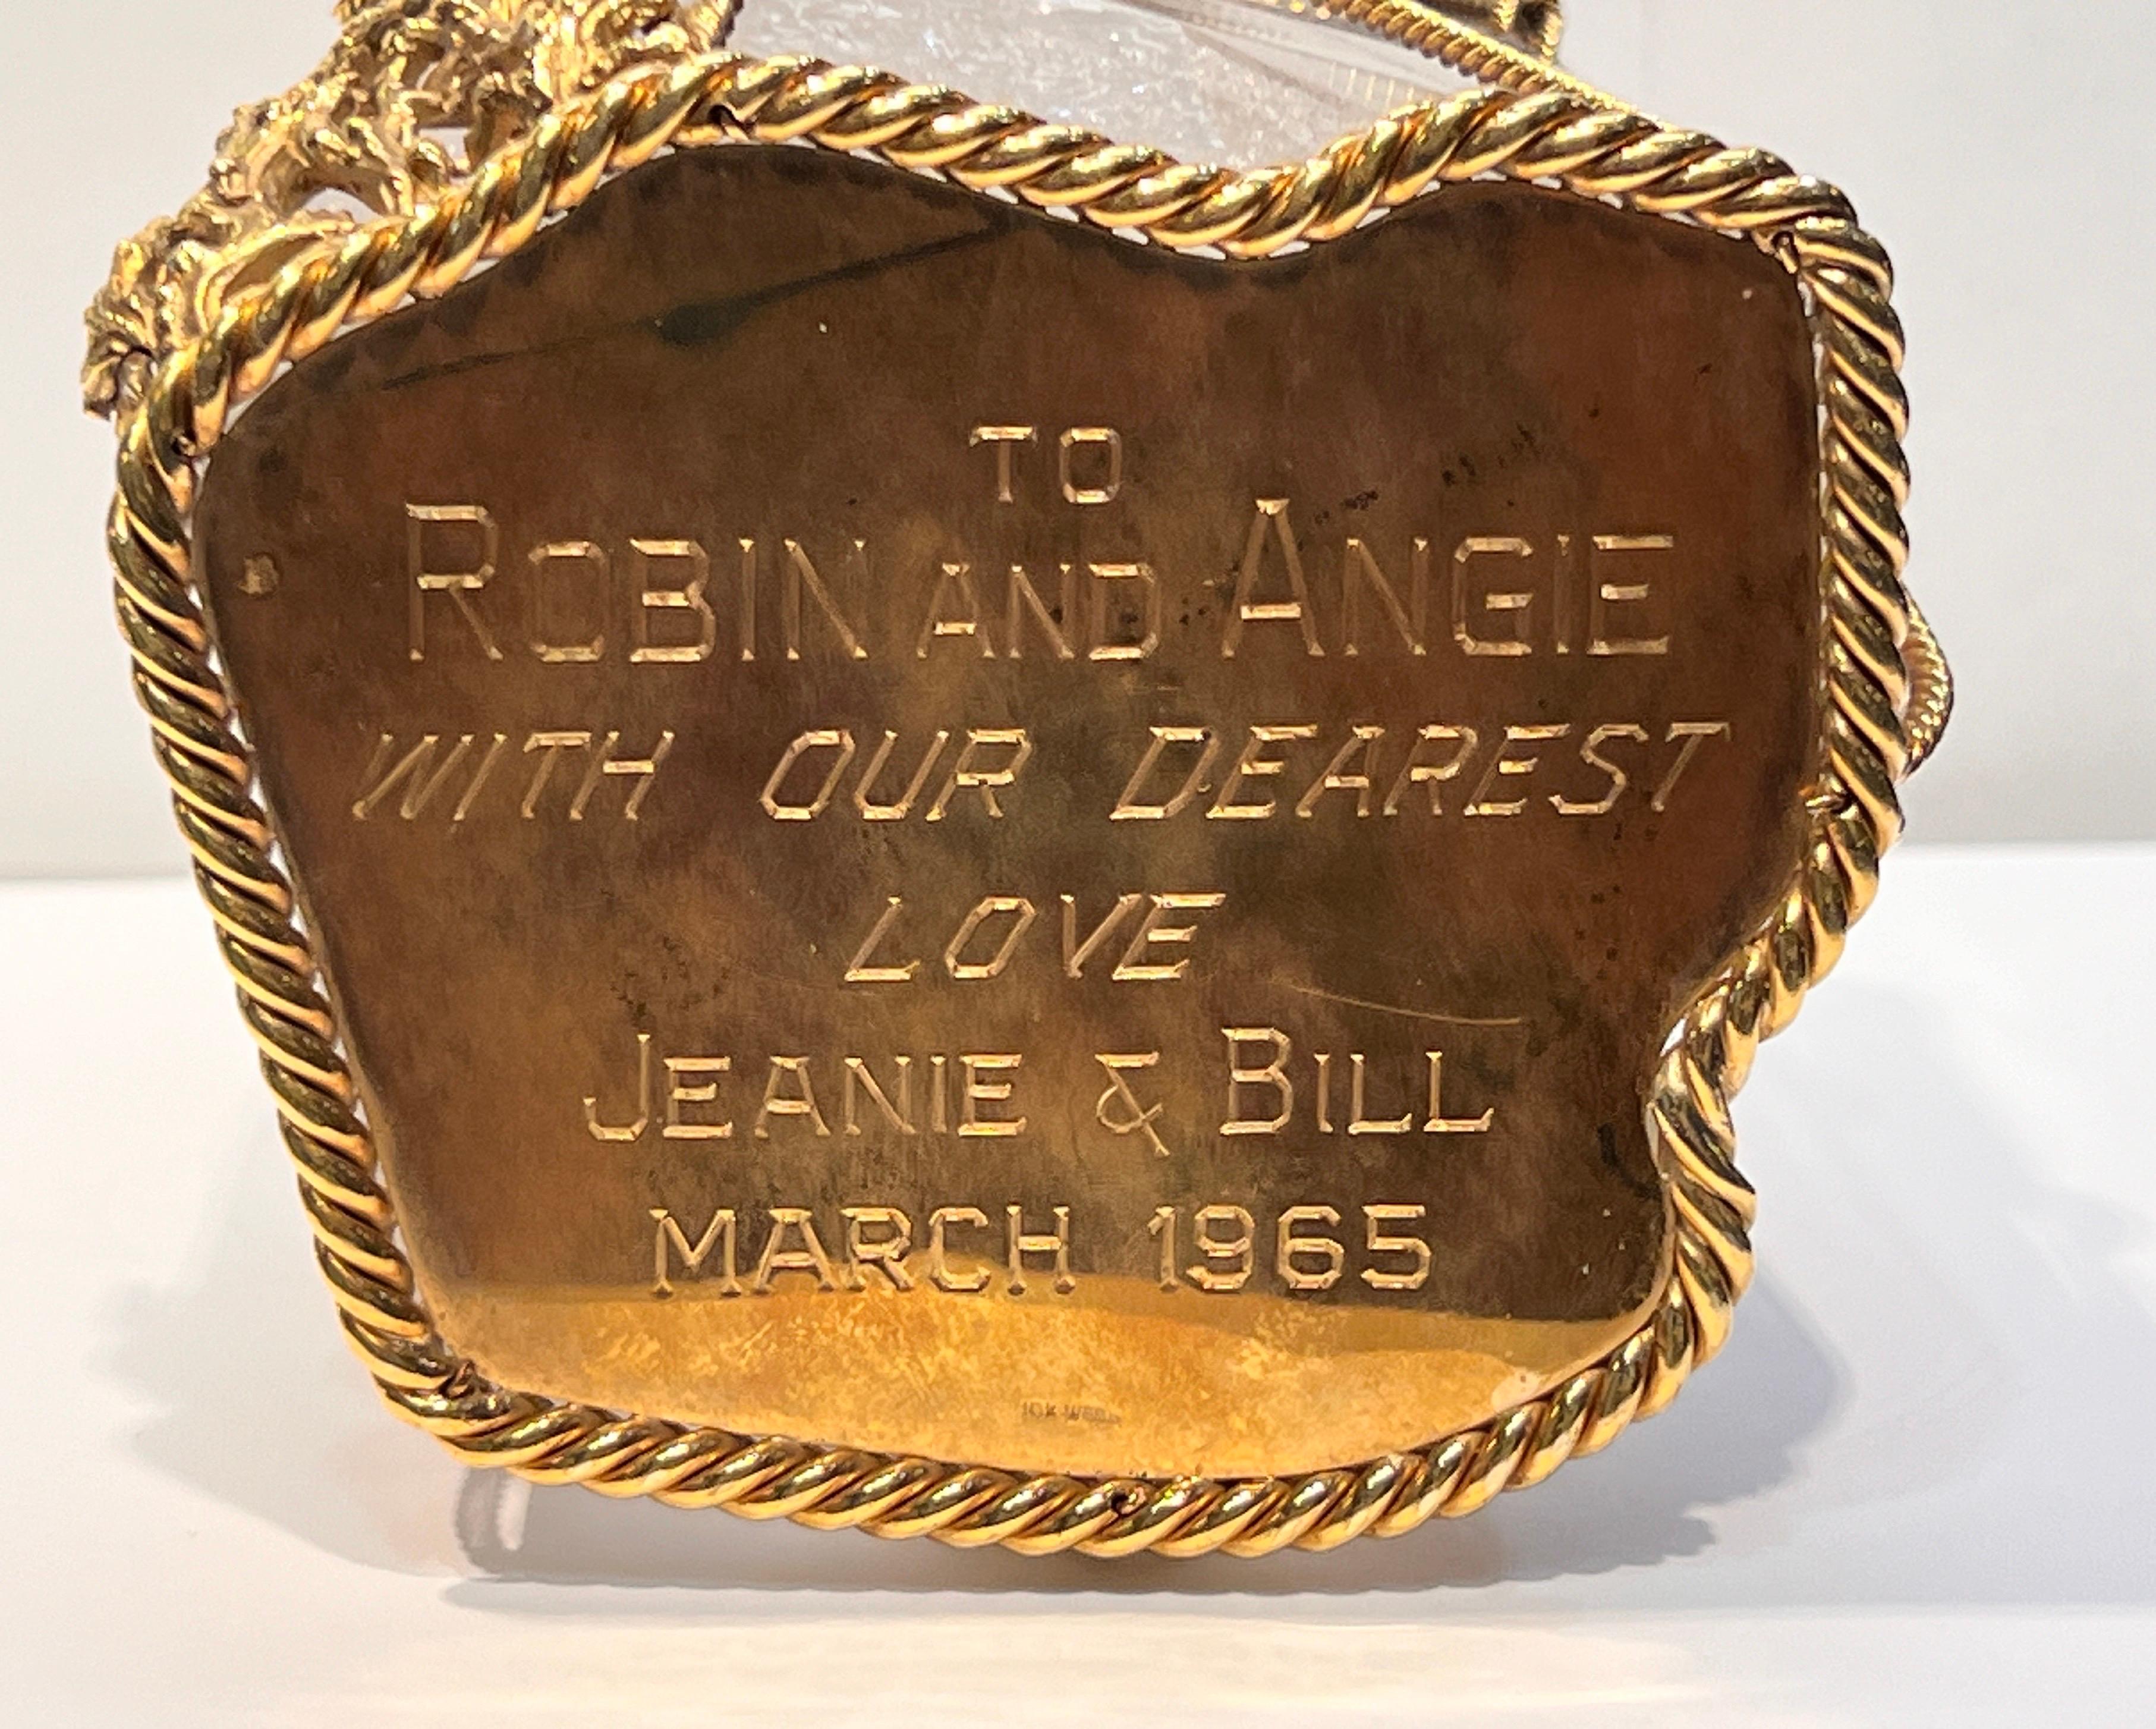 TO
ROBIN AND ANGIE
WITH OUR DEAREST
LOVE
JEANIE & BILL
MARCH 1965